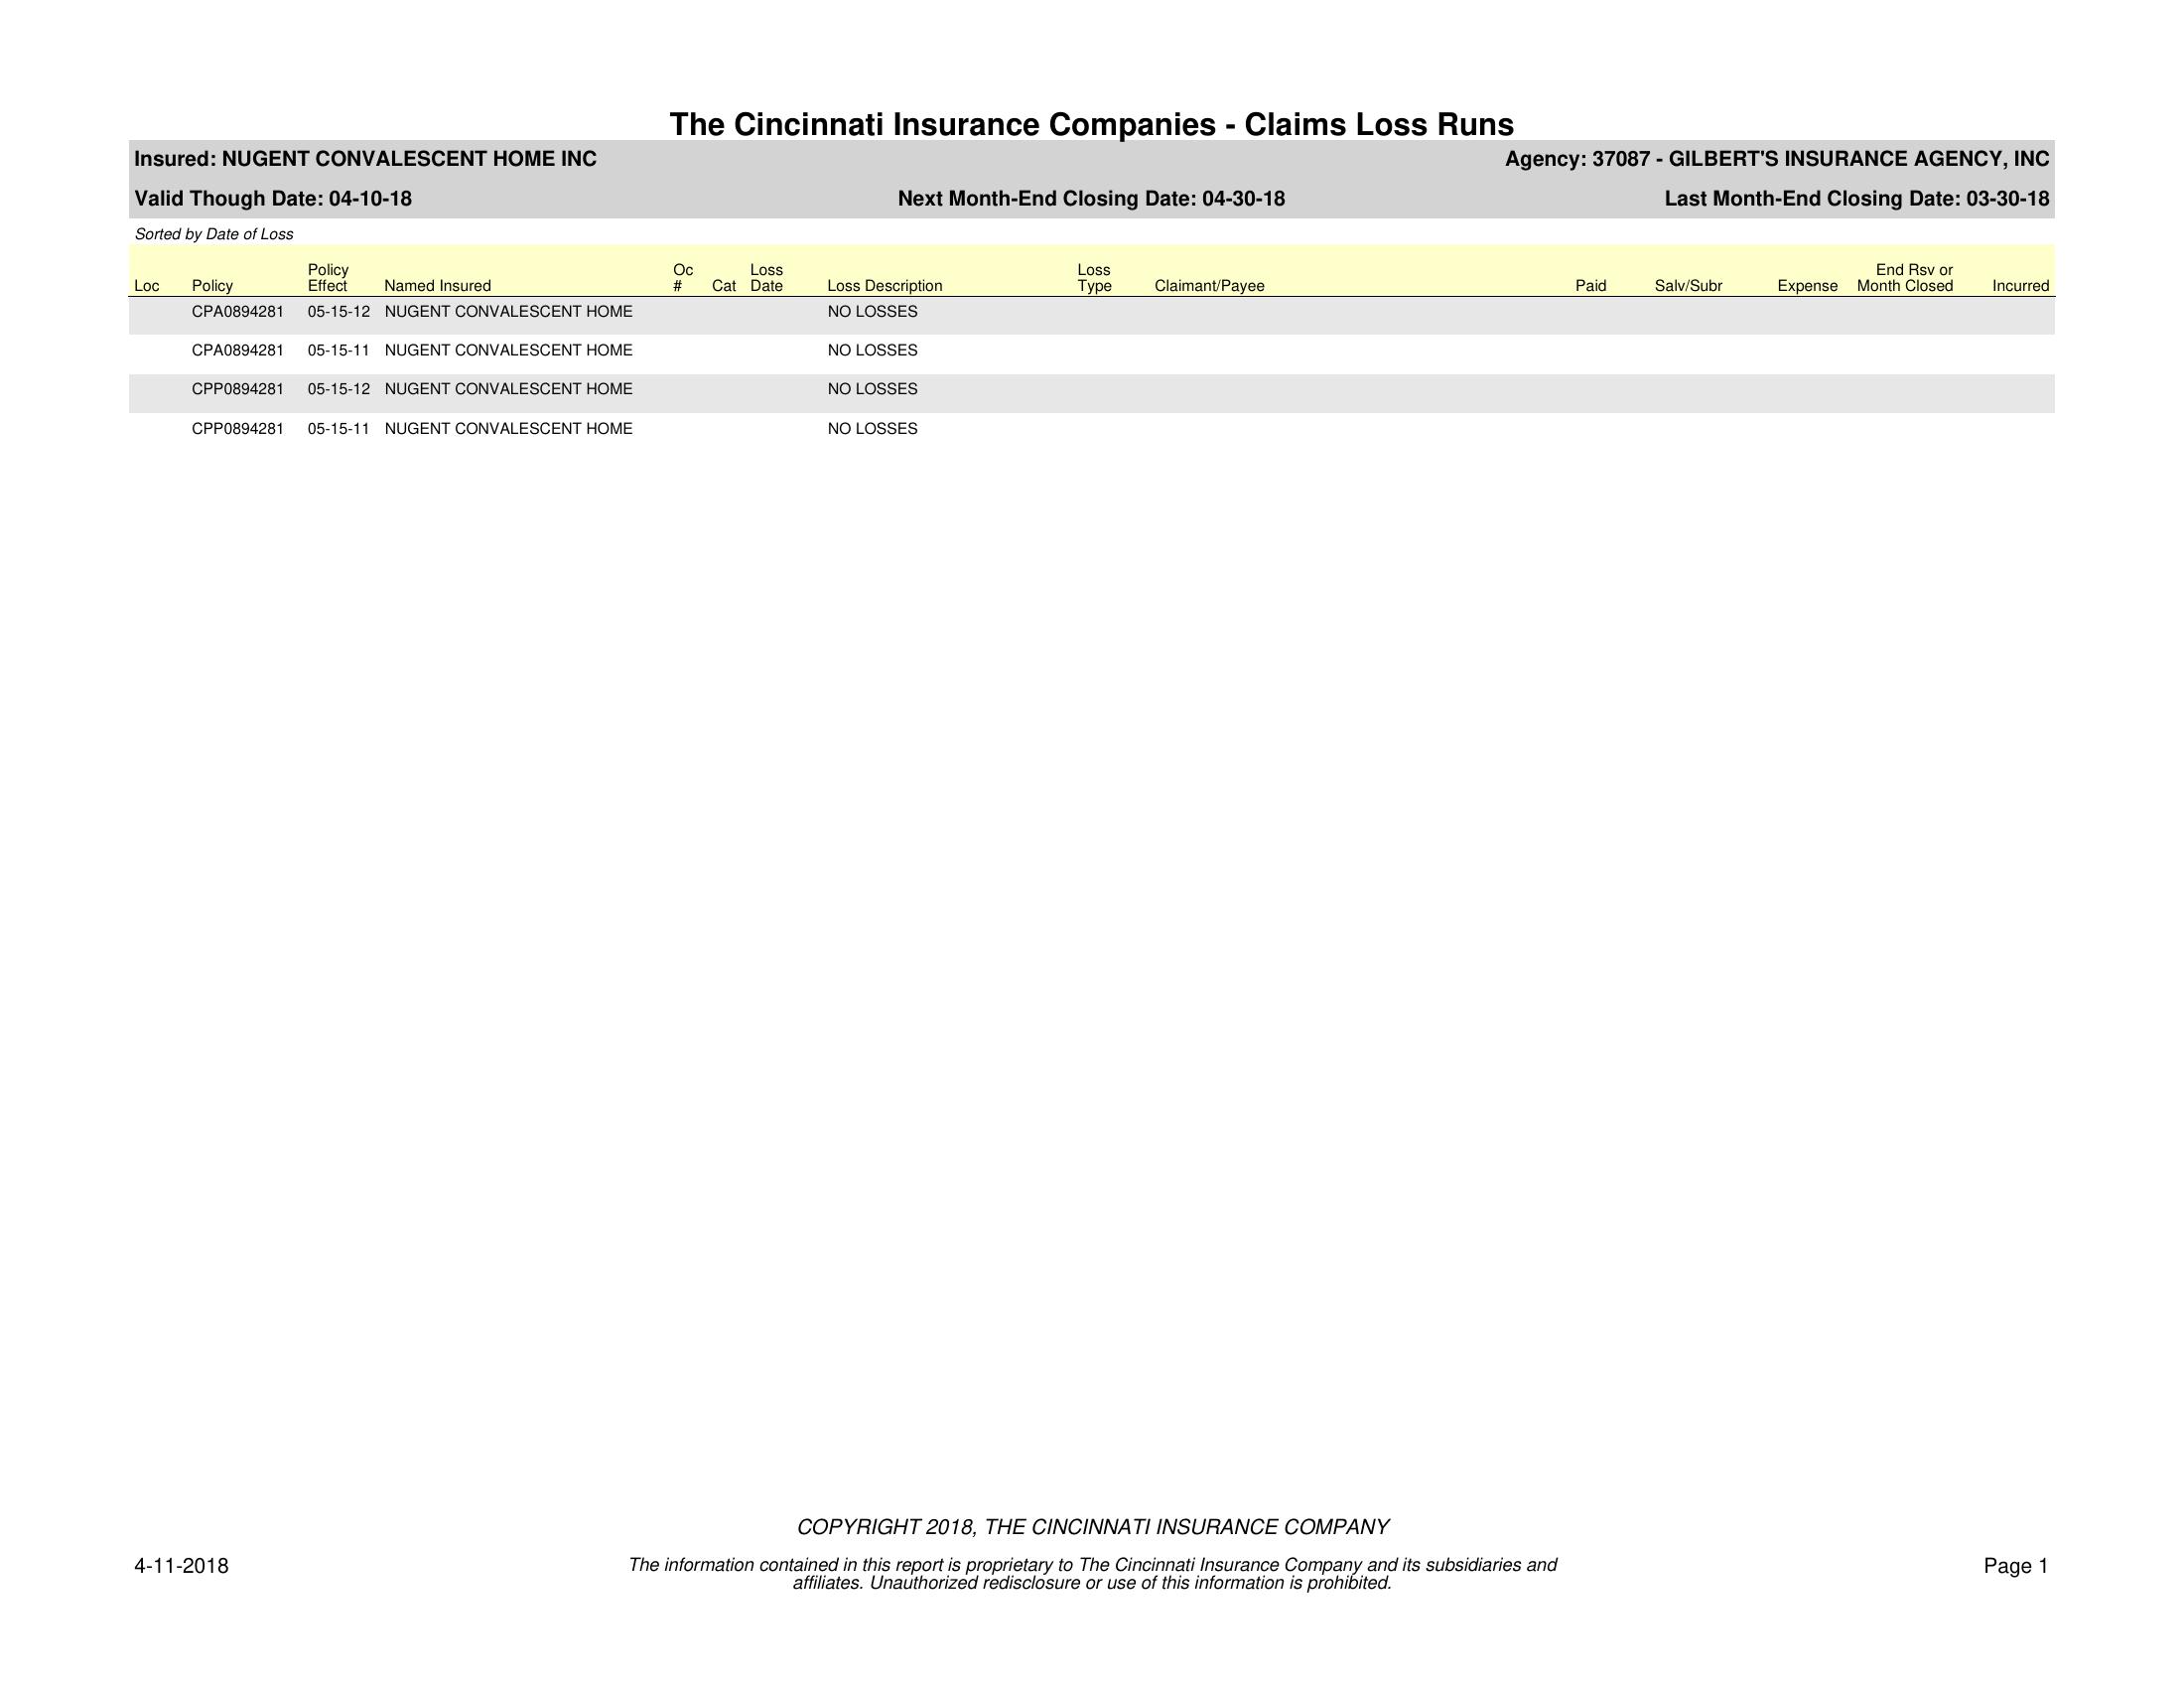 The Cincinnati Insurance Companies - Claims Loss Runs
Insured: NUGENT CONVALESCENT HOME INC Agency: 37087 - GILBERT'S INSURANCE AGENCY, INC
Valid Though Date: 04-10-18 Next Month-End Closing Date: 04-30-18 Last Month-End Closing Date: 03-30-18
Sorted by Date of Loss
Policy Oc Loss Loss End Rsv or
Loc Policy Effect Named Insured # Cat Date Loss Description Type Claimant/Payee Paid Salv/Subr Expense Month Closed Incurred
CPA0894281 05-15-12 NUGENT CONVALESCENT HOME NO LOSSES
CPA0894281 05-15-11 NUGENT CONVALESCENT HOME NO LOSSES
CPP0894281 05-15-12 NUGENT CONVALESCENT HOME NO LOSSES
CPP0894281 05-15-11 NUGENT CONVALESCENT HOME NO LOSSES
COPYRIGHT 2018, THE CINCINNATI INSURANCE COMPANY
4-11-2018 The information contained in this report is proprietary to The Cincinnati Insurance Company and its subsidiaries and Page 1
affiliates. Unauthorized redisclosure or use of this information is prohibited.